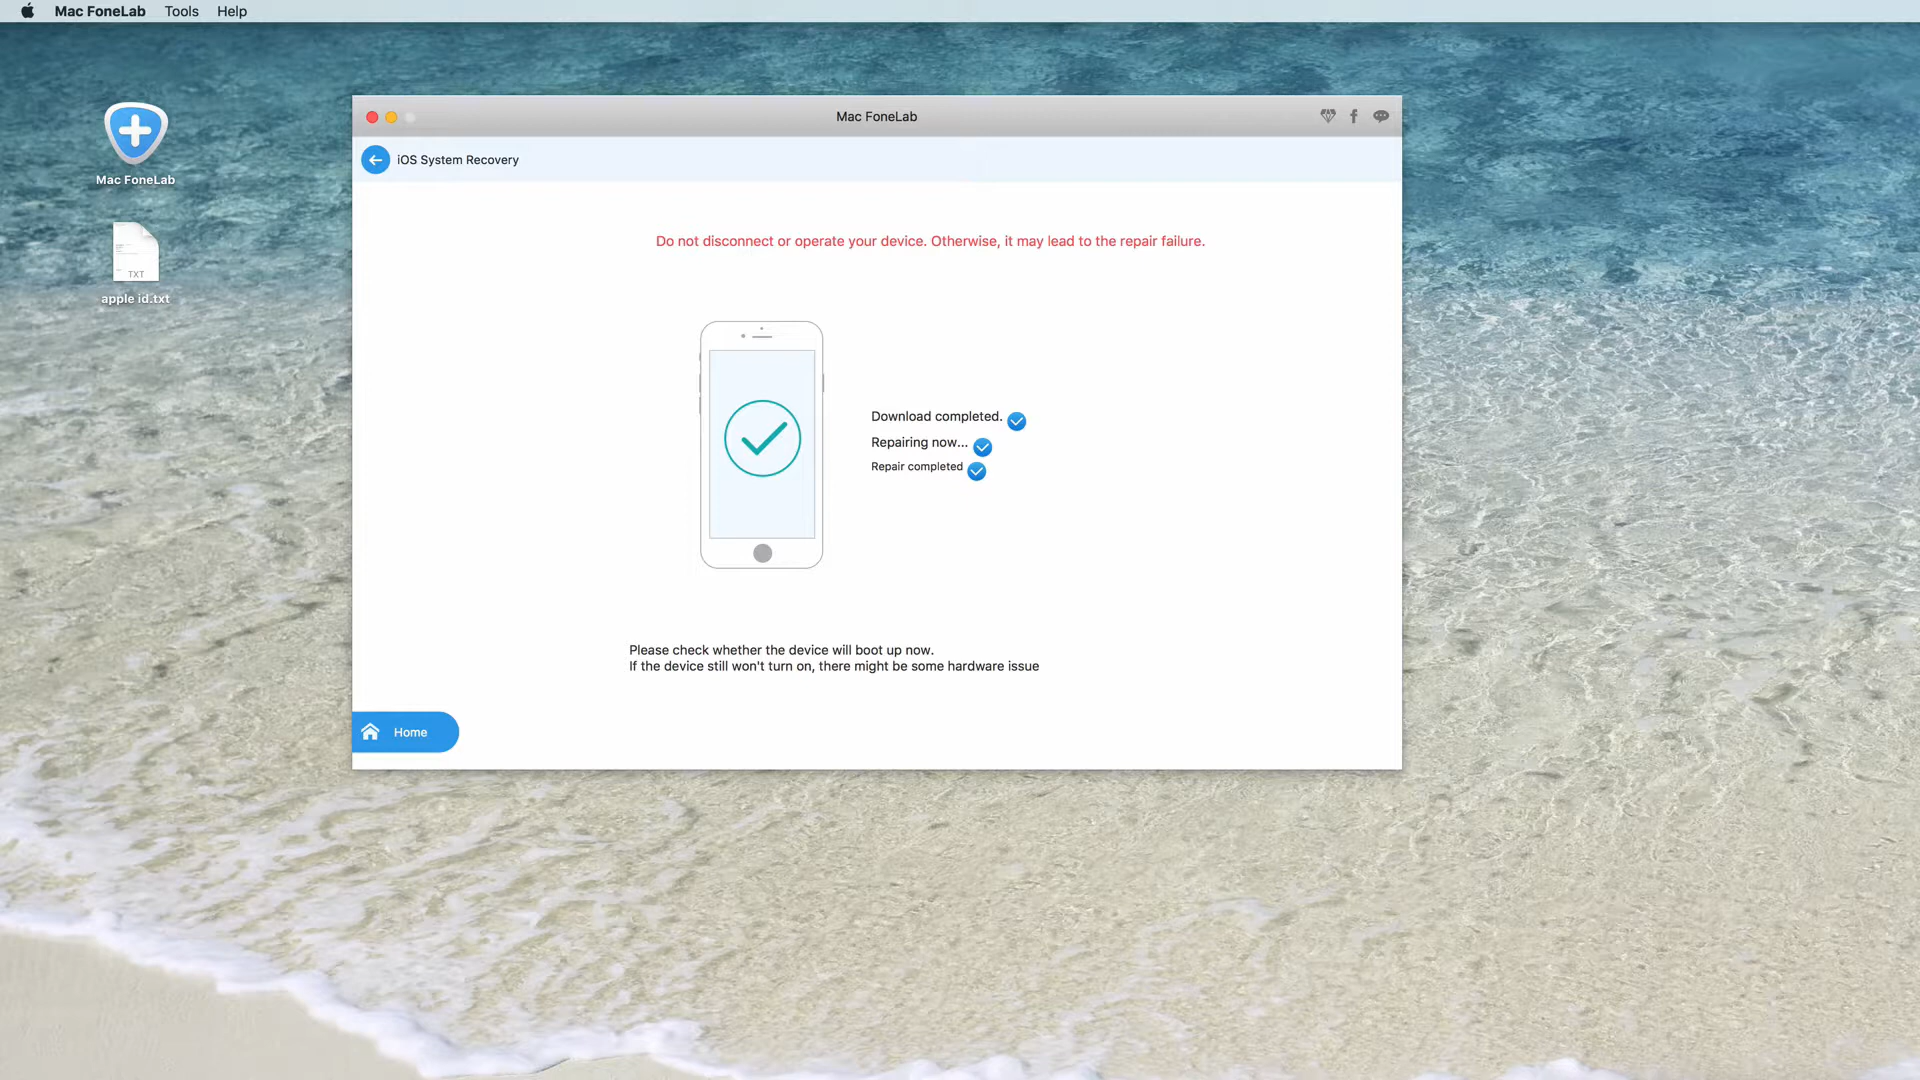 Mac FoneLab Tools Help
Mac FoneLab
iOS System Recovery
Mac FoneLab
TXT
apple id.txt
Do not disconnect or operate your device. Otherwise, it may lead to the repair failure.
Download completed.
Repairing now...
Repair completed
Please check whether the device will boot up now.
If the device still won't turn on, there might be some hardware issue
Home